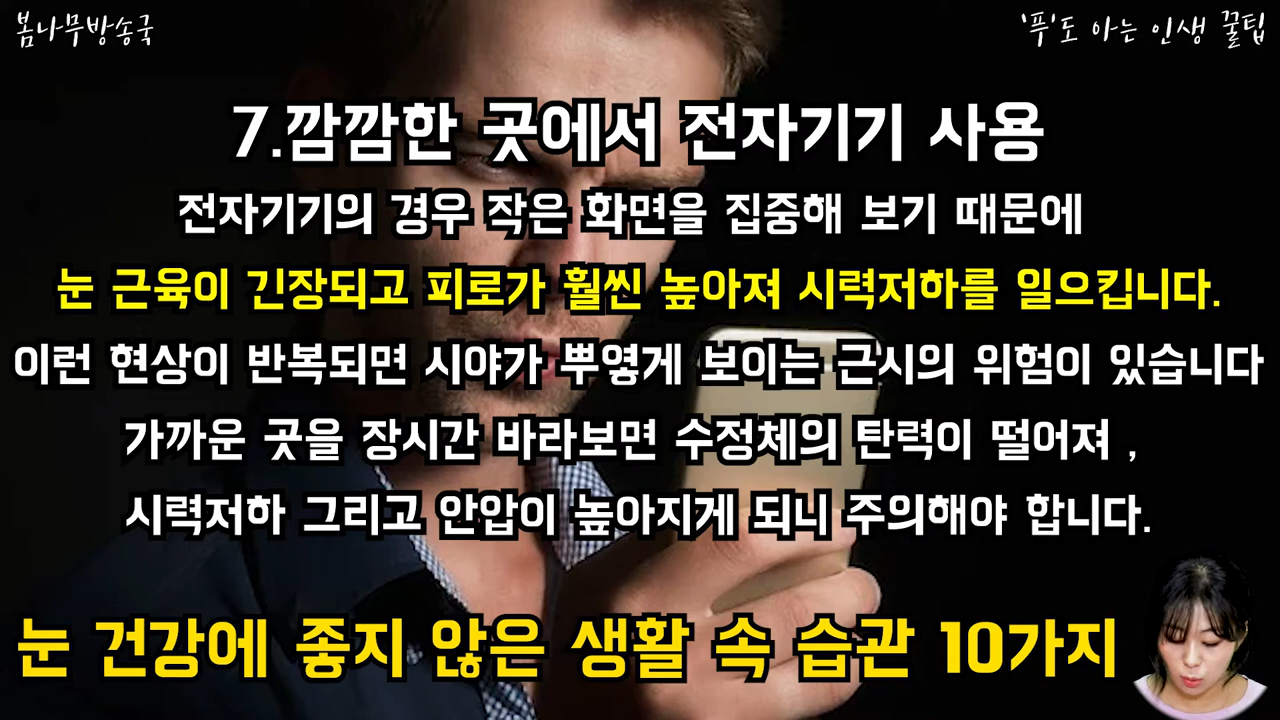 봄나무방송국
'푸'도 아는 인생 꿀팁
7.깜깜한 곳에서 전자기기 사용
전자기기의 경우 작은 화면을 집중해 보기 때문에
눈 근육이 긴장되고 피로가 훨씬 높아져 시력저하를 일으킵니다.
이런 현상이 반복되면 시야가 뿌옇게 보이는 근시의 위험이 있습니다
가까운 곳을 장시간 바라보면 수정체의 탄력이 떨어져 ,
시력저하 그리고 안압이 높아지게 되니 주의해야 합니다.
눈 건강에 좋지 않은 생활 속 습관 10가지